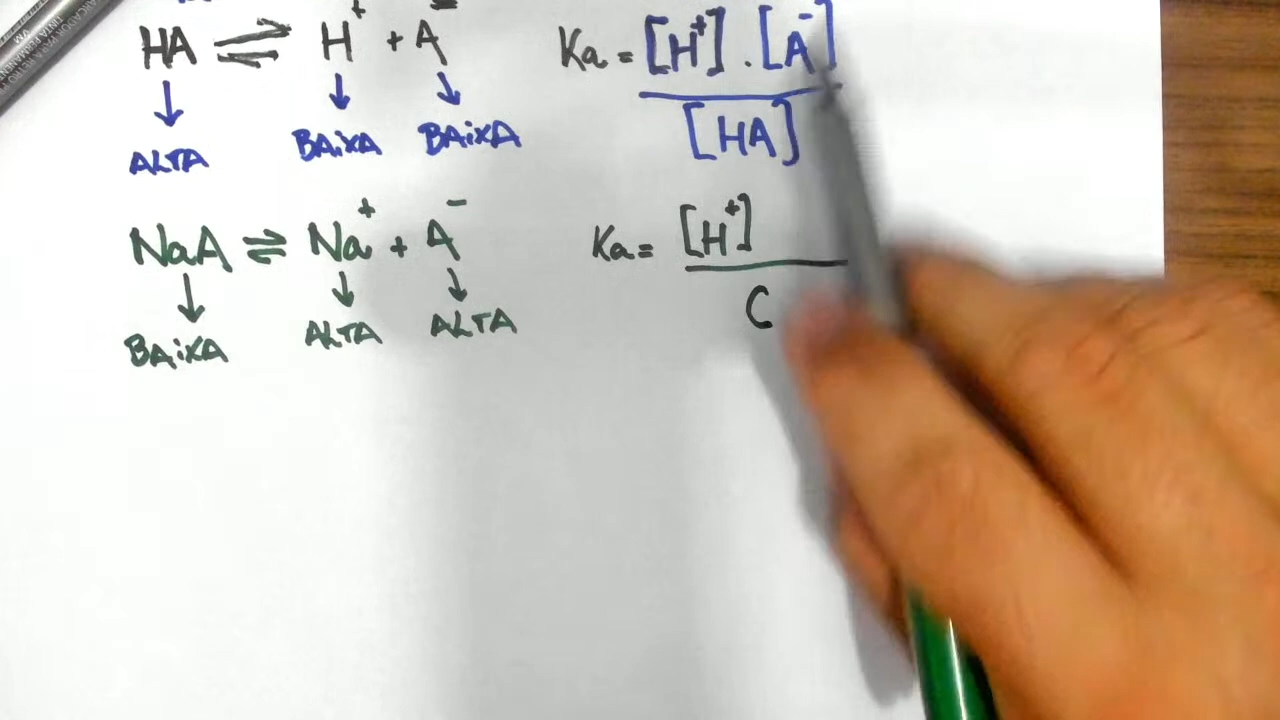 HA ⇌ H⁺ + A⁻ Ka = [H⁺] . [A⁻] / [HA]
ALTA BAIXA BAIXA
NaA ⇌ Na⁺ + A⁻ Ka = [H⁺] / C
BAIXA ALTA ALTA